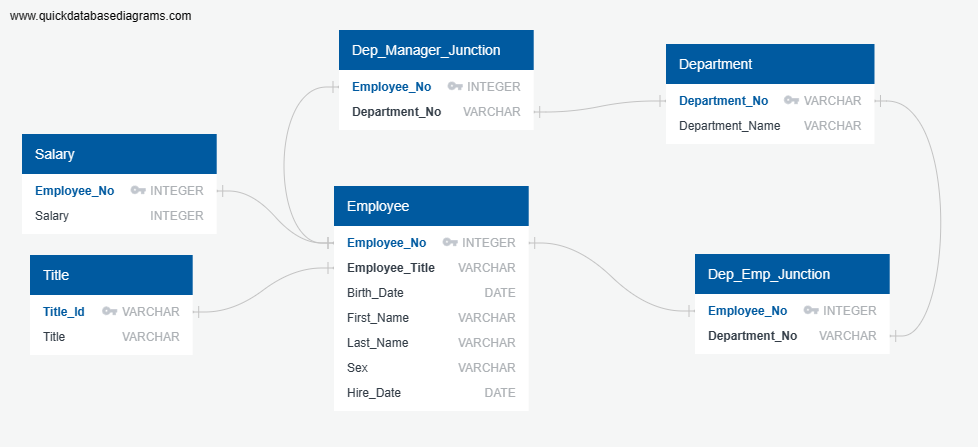 www.quickdatabasediagrams.com
Dep_Manager_Junction
Employee_No INTEGER
Department_No VARCHAR
Department
Department_No VARCHAR
Department_Name VARCHAR
Salary
Employee_No INTEGER
Salary INTEGER
Employee
Employee_No INTEGER
Employee_Title VARCHAR
Birth_Date DATE
First_Name VARCHAR
Last_Name VARCHAR
Sex VARCHAR
Hire_Date DATE
Title
Title_Id VARCHAR
Title VARCHAR
Dep_Emp_Junction
Employee_No INTEGER
Department_No VARCHAR